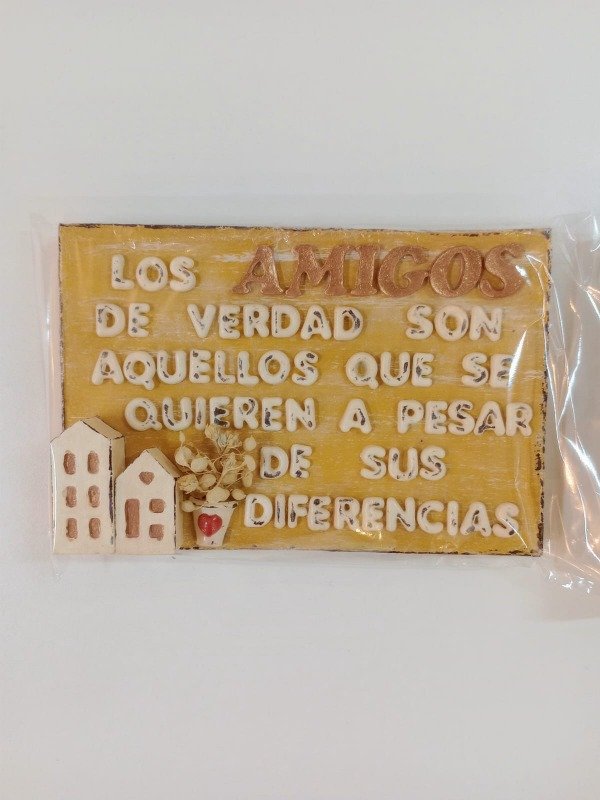 LOS AMIGOS
DE VERDAD SON
AQUELLOS QUE SE
QUIEREN A PESAR
DE SUS
DIFERENCIAS